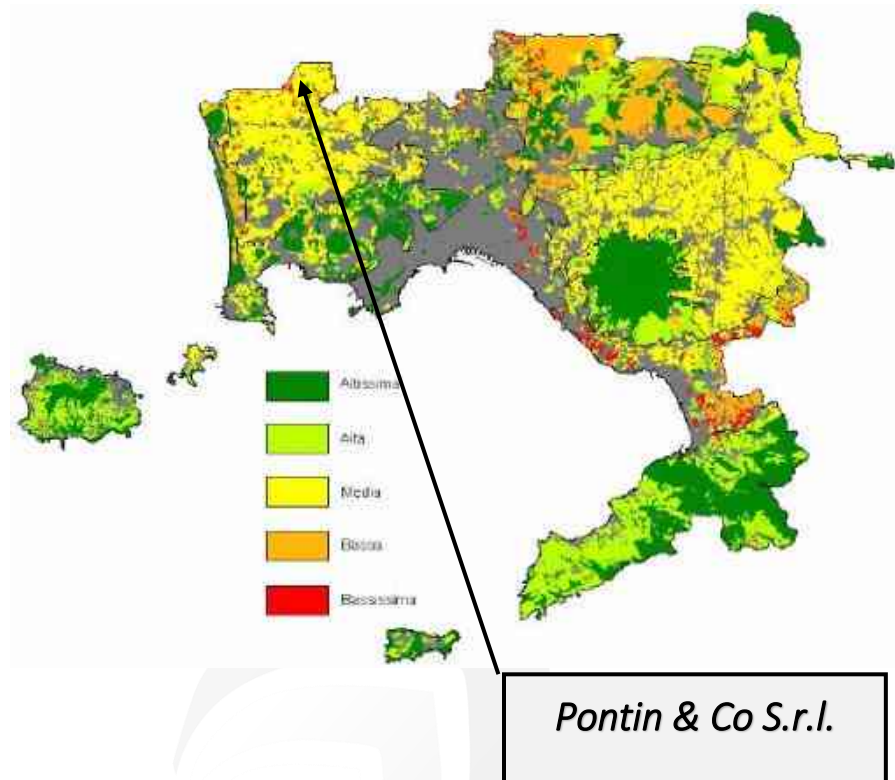 Altissima
Alta
Media
Bassa
Bassissima
Pontin & Co S.r.l.